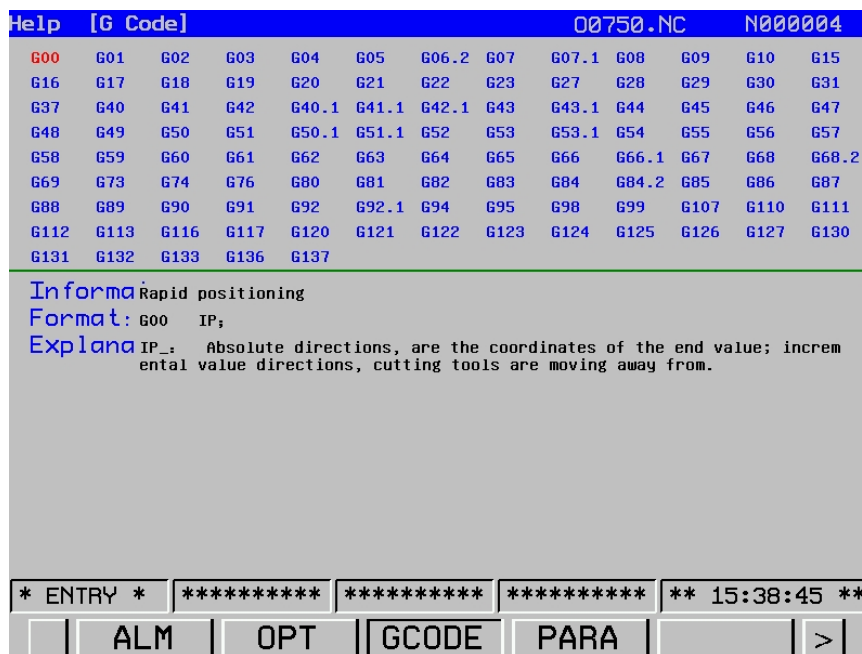 Help [G Code] O0750.NC N000004
G00 G01 G02 G03 G04 G05 G06.2 G07 G07.1 G08 G09 G10 G15
G16 G17 G18 G19 G20 G21 G22 G23 G27 G28 G29 G30 G31
G37 G40 G41 G42 G40.1 G41.1 G42.1 G43 G43.1 G44 G45 G46 G47
G48 G49 G50 G51 G50.1 G51.1 G52 G53 G53.1 G54 G55 G56 G57
G58 G59 G60 G61 G62 G63 G64 G65 G66 G66.1 G67 G68 G68.2
G69 G73 G74 G76 G80 G81 G82 G83 G84 G84.2 G85 G86 G87
G88 G89 G90 G91 G92 G92.1 G94 G95 G98 G99 G107 G110 G111
G112 G113 G116 G117 G120 G121 G122 G123 G124 G125 G126 G127 G130
G131 G132 G133 G136 G137
Informa Rapid positioning
Format: G00 IP;
Explana IP_: Absolute directions, are the coordinates of the end value; increm
ental value directions, cutting tools are moving away from.
* ENTRY * ********** ********** ********** ** 15:38:45 **
ALM OPT GCODE PARA >